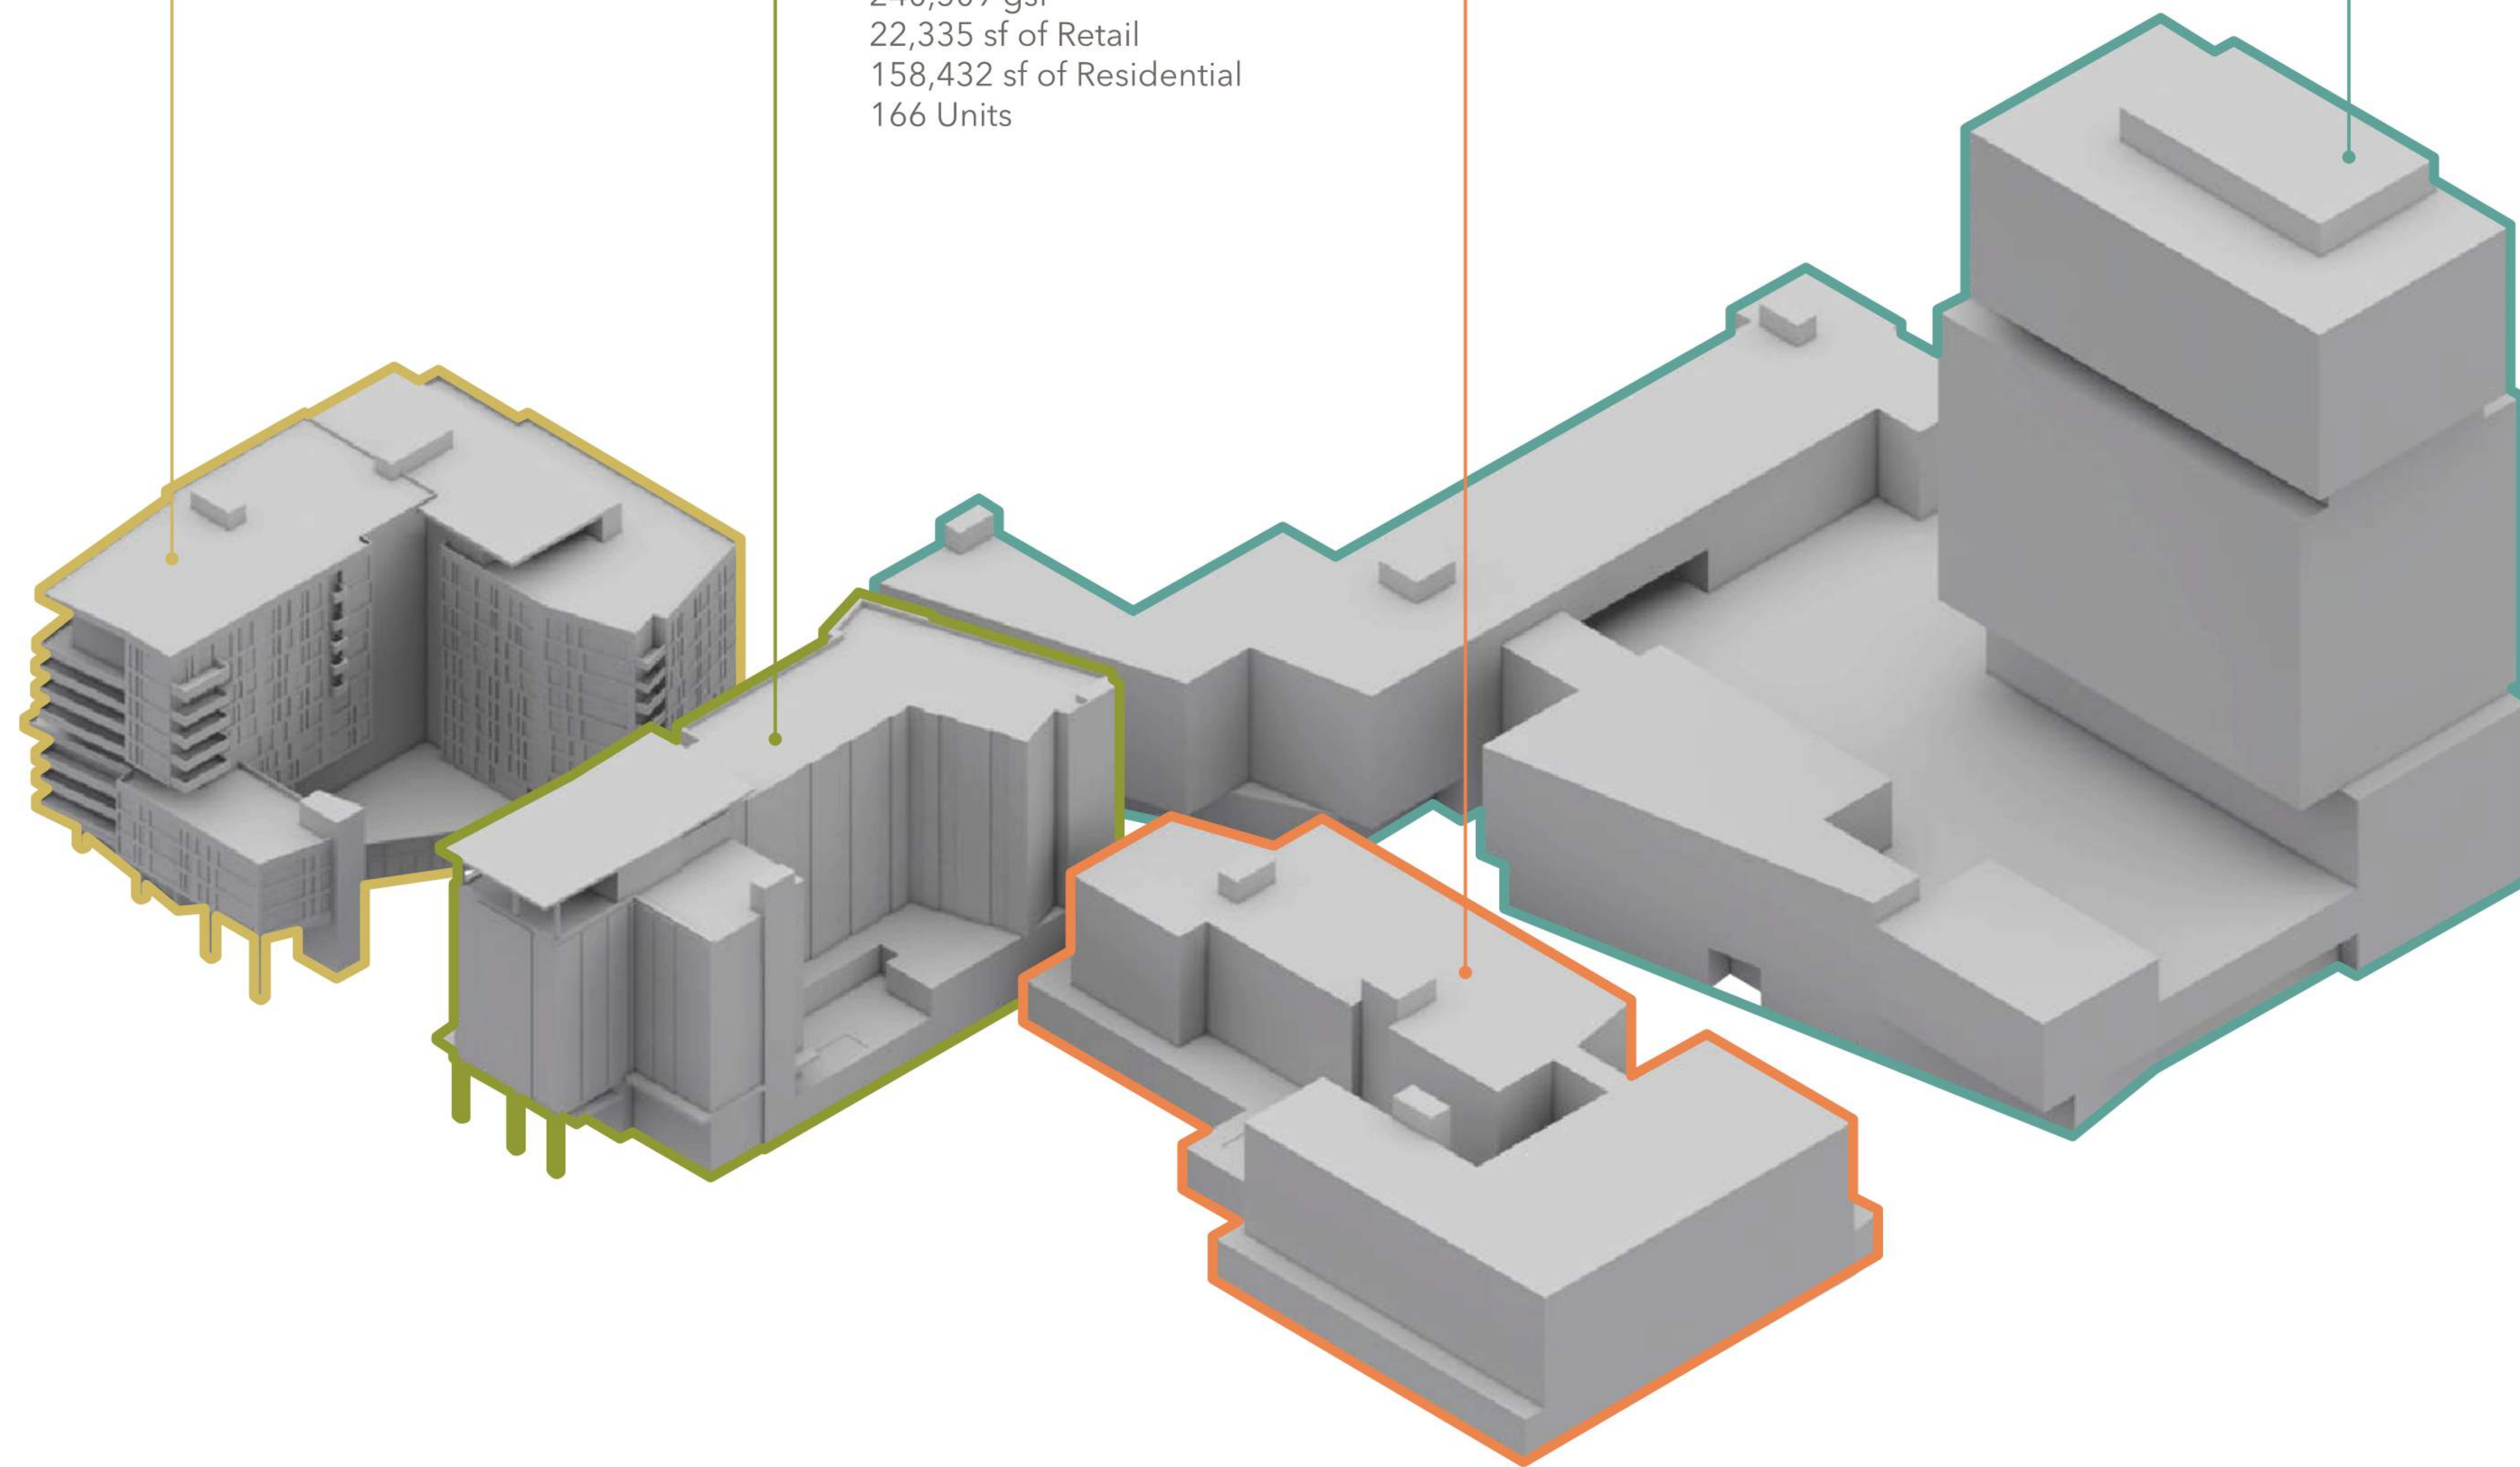 22,335 sf of Retail
158,432 sf of Residential
166 Units